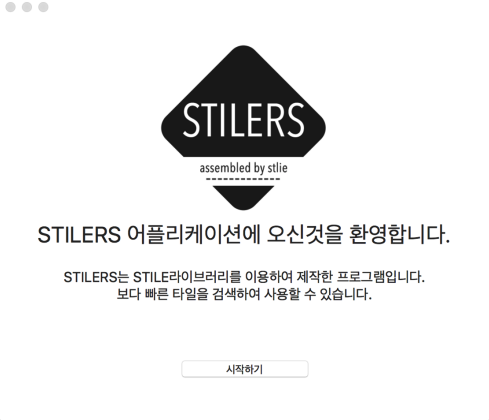 STILERS
assembled by stlie
STILERS 어플리케이션에 오신것을 환영합니다.
STILERS는 STILE라이브러리를 이용하여 제작한 프로그램입니다.
보다 빠른 타일을 검색하여 사용할 수 있습니다.
시작하기